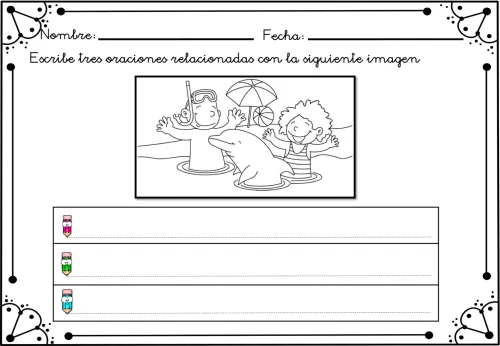 Nombre: Fecha:
Escribe tres oraciones relacionadas con la siguiente imagen